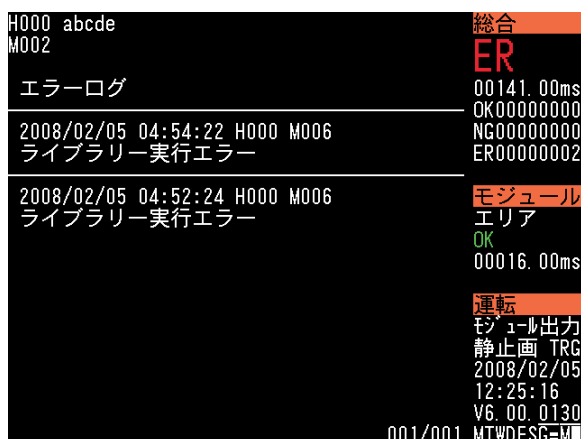 H000 abcde
M002
エラーログ
2008/02/05 04:54:22 H000 M006
ライブラリー実行エラー
2008/02/05 04:52:24 H000 M006
ライブラリー実行エラー
001/001
総合
ER
00141.00ms
OK00000000
NG00000000
ER00000002
モジュール
エリア
OK
00016.00ms
運転
ﾓｼﾞｭｰﾙ出力
静止画 TRG
2008/02/05
12:25:16
V6.00.0130
MTWDESG=M